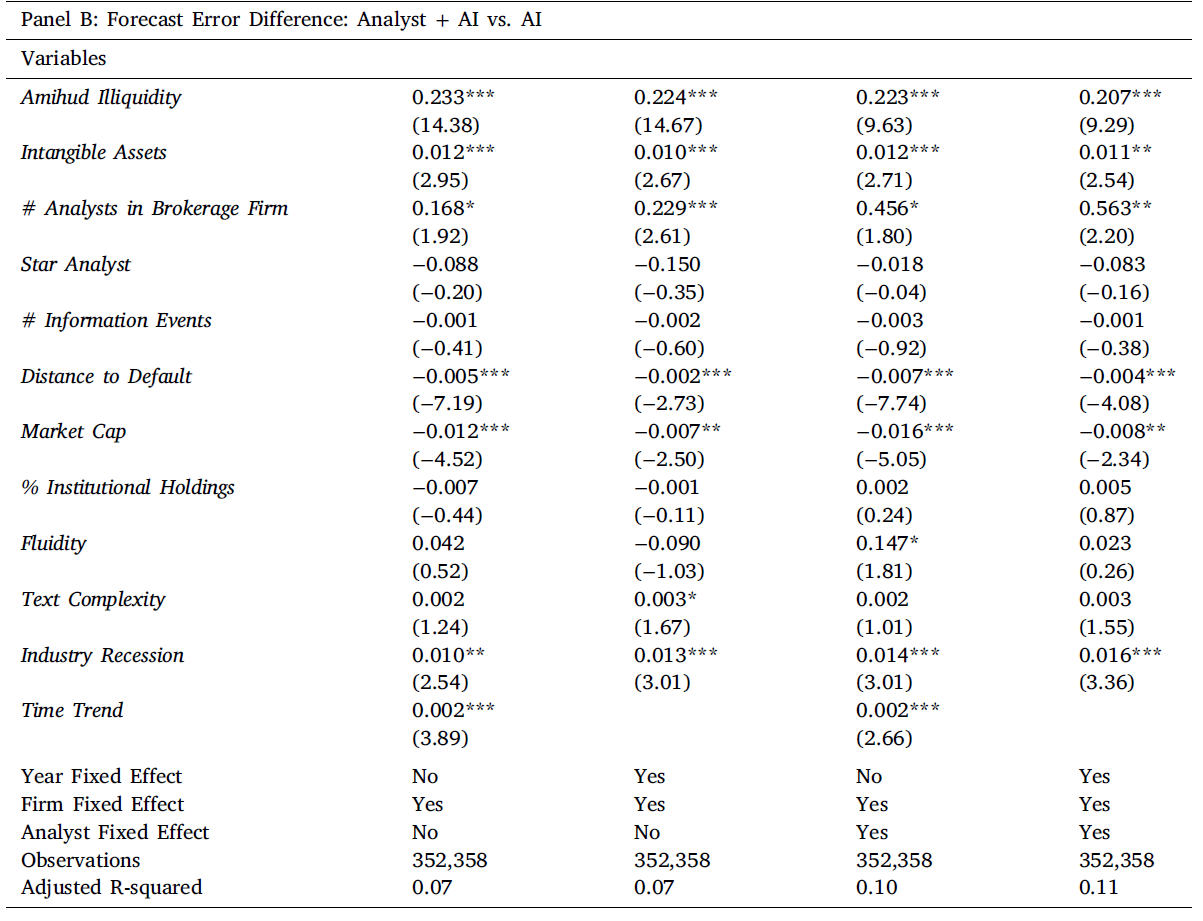 Panel B: Forecast Error Difference: Analyst + AI vs. AI
Variables
Amihud Illiquidity 0.233*** 0.224*** 0.223*** 0.207***
(14.38) (14.67) (9.63) (9.29)
Intangible Assets 0.012*** 0.010*** 0.012*** 0.011**
(2.95) (2.67) (2.71) (2.54)
# Analysts in Brokerage Firm 0.168* 0.229*** 0.456* 0.563**
(1.92) (2.61) (1.80) (2.20)
Star Analyst −0.088 −0.150 −0.018 −0.083
(−0.20) (−0.35) (−0.04) (−0.16)
# Information Events −0.001 −0.002 −0.003 −0.001
(−0.41) (−0.60) (−0.92) (−0.38)
Distance to Default −0.005*** −0.002*** −0.007*** −0.004***
(−7.19) (−2.73) (−7.74) (−4.08)
Market Cap −0.012*** −0.007** −0.016*** −0.008**
(−4.52) (−2.50) (−5.05) (−2.34)
% Institutional Holdings −0.007 −0.001 0.002 0.005
(−0.44) (−0.11) (0.24) (0.87)
Fluidity 0.042 −0.090 0.147* 0.023
(0.52) (−1.03) (1.81) (0.26)
Text Complexity 0.002 0.003* 0.002 0.003
(1.24) (1.67) (1.01) (1.55)
Industry Recession 0.010** 0.013*** 0.014*** 0.016***
(2.54) (3.01) (3.01) (3.36)
Time Trend 0.002*** 0.002***
(3.89) (2.66)
Year Fixed Effect No Yes No Yes
Firm Fixed Effect Yes Yes Yes Yes
Analyst Fixed Effect No No Yes Yes
Observations 352,358 352,358 352,358 352,358
Adjusted R-squared 0.07 0.07 0.10 0.11